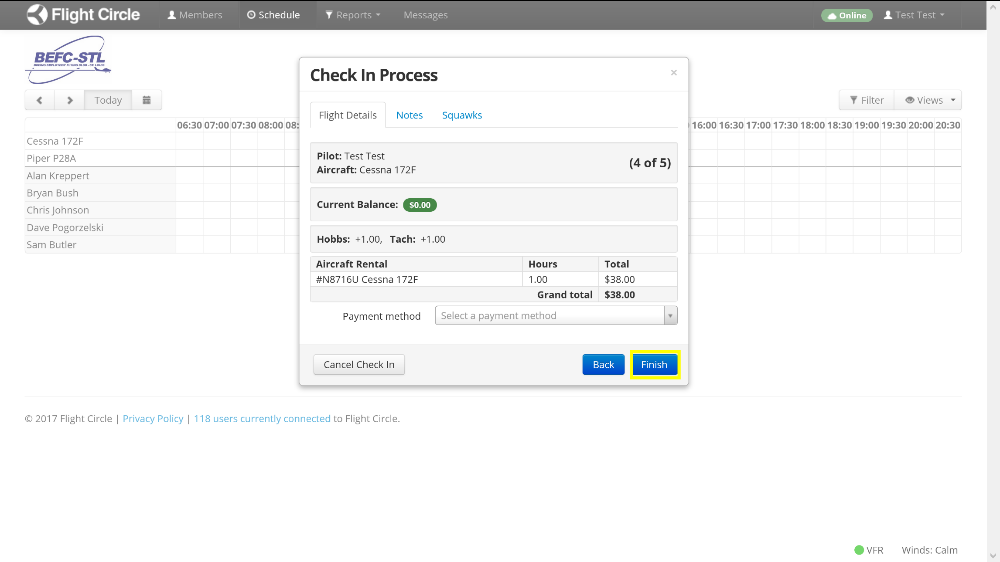 Flight Circle Members Schedule Reports Messages Online Test Test
BEFC-STL
BOEING EMPLOYEES' FLYING CLUB - ST. LOUIS
Today Filter Views
06:30 07:00 07:30 08:00 08: 16:00 16:30 17:00 17:30 18:00 18:30 19:00 19:30 20:00 20:30
Cessna 172F
Piper P28A
Alan Kreppert
Bryan Bush
Chris Johnson
Dave Pogorzelski
Sam Butler
Check In Process ×
Flight Details Notes Squawks
Pilot: Test Test
Aircraft: Cessna 172F
(4 of 5)
Current Balance: $0.00
Hobbs: +1.00, Tach: +1.00
Aircraft Rental Hours Total
#N8716U Cessna 172F 1.00 $38.00
Grand total $38.00
Payment method Select a payment method
Cancel Check In Back Finish
© 2017 Flight Circle | Privacy Policy | 118 users currently connected to Flight Circle.
VFR Winds: Calm